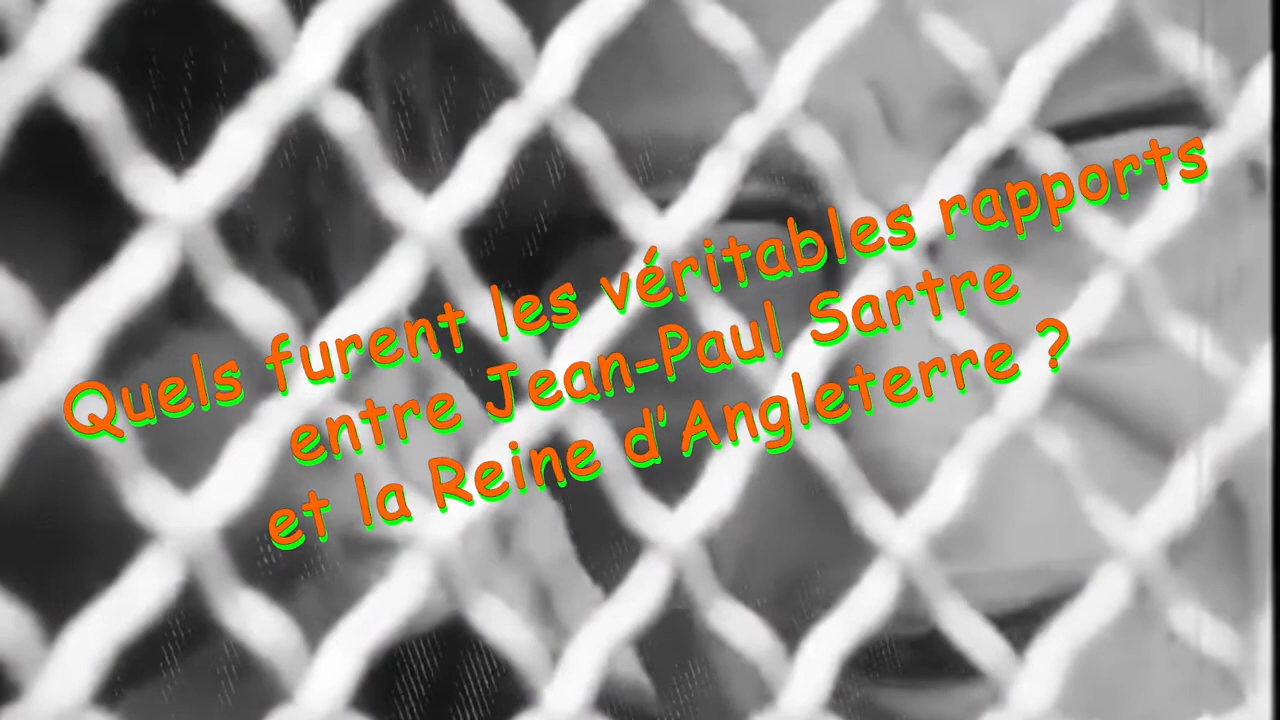 Quels furent les véritables rapports
entre Jean-Paul Sartre
et la Reine d'Angleterre ?